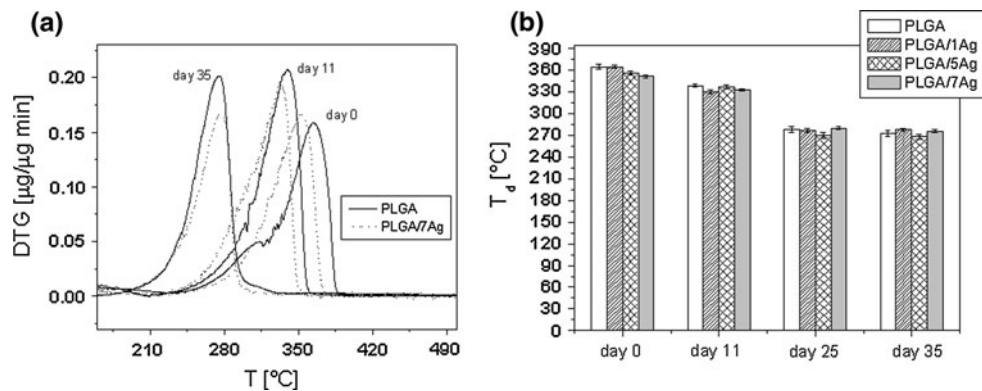 (a)
DTG [µg/µg min]
0.20
0.15
0.10
0.05
0.00
day 35
day 11
day 0
PLGA
PLGA/7Ag
210
280
350
420
490
T [°C]
(b)
T_d [°C]
390
360
330
300
270
240
210
180
150
120
90
60
30
0
PLGA
PLGA/1Ag
PLGA/5Ag
PLGA/7Ag
day 0
day 11
day 25
day 35